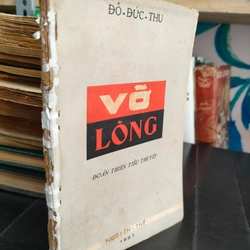 ĐỖ-ĐỨC-THU
VỠ
LÒNG
ĐOẢN THIÊN TIỂU THUYẾT